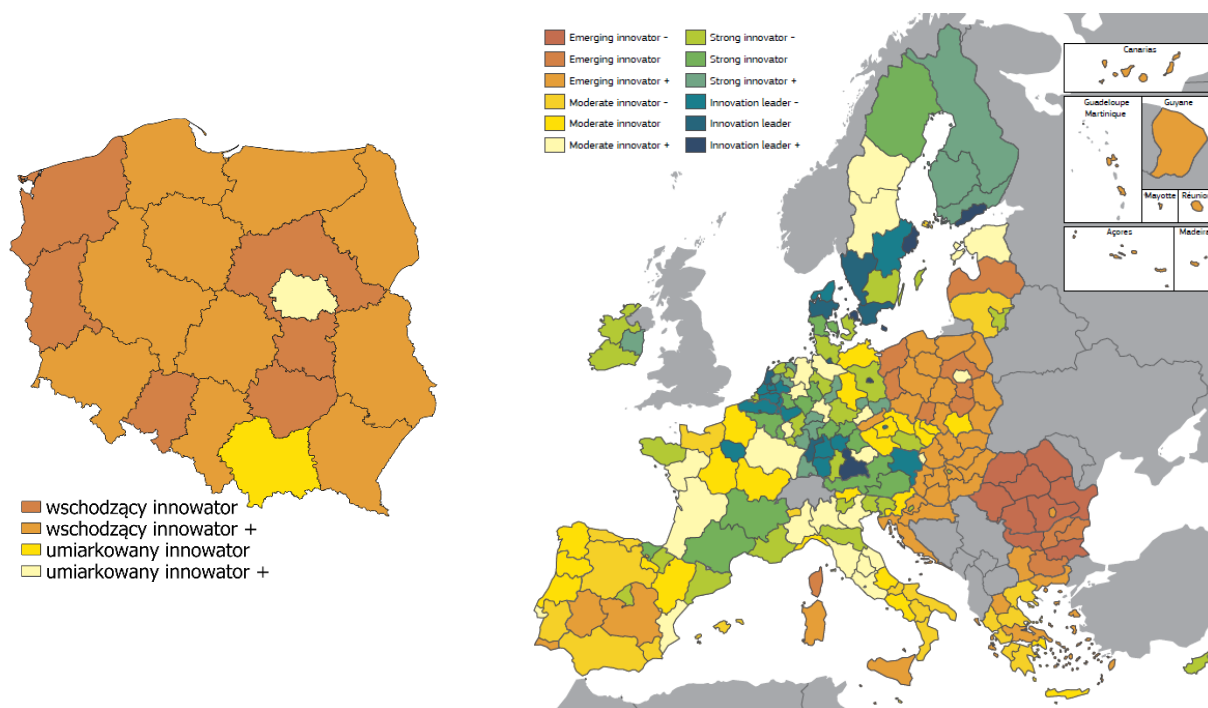 wschodzący innowator
wschodzący innowator +
umiarkowany innowator
umiarkowany innowator +
Emerging innovator -
Emerging innovator
Emerging innovator +
Moderate innovator -
Moderate innovator
Moderate innovator +
Strong innovator -
Strong innovator
Strong innovator +
Innovation leader -
Innovation leader
Innovation leader +
Canarias
Guadeloupe
Martinique
Guyane
Mayotte
Réunion
Açores
Madeira